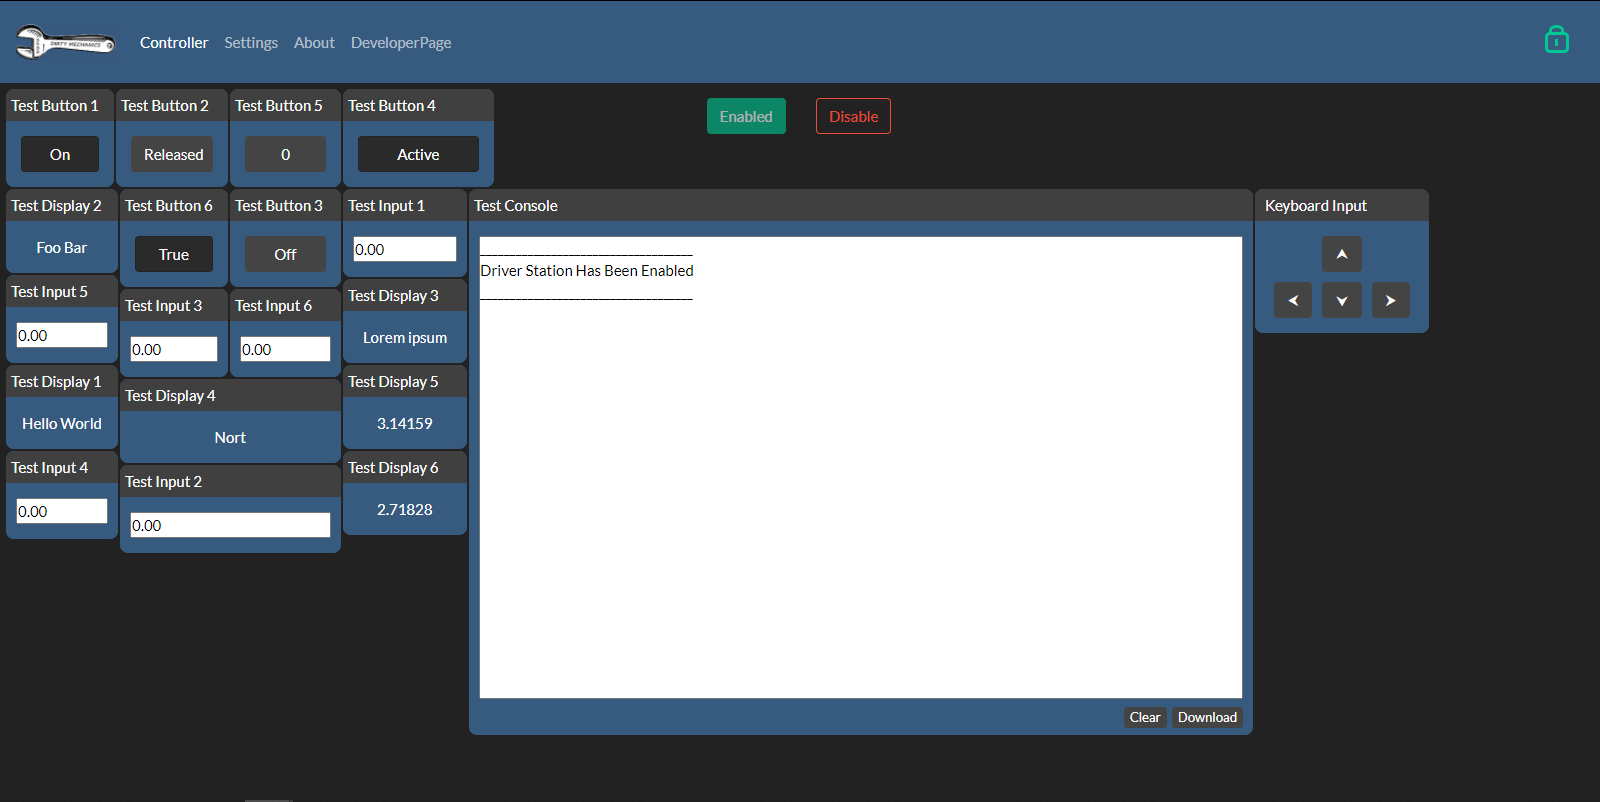 DIRTY MECHANICS
Controller Settings About DeveloperPage
Test Button 1
On
Test Button 2
Released
Test Button 5
0
Test Button 4
Active
Enabled
Disable
Test Display 2
Foo Bar
Test Button 6
True
Test Button 3
Off
Test Input 1
0.00
Test Input 5
0.00
Test Input 3
0.00
Test Input 6
0.00
Test Display 3
Lorem ipsum
Test Display 1
Hello World
Test Display 4
Nort
Test Display 5
3.14159
Test Input 4
0.00
Test Input 2
0.00
Test Display 6
2.71828
Test Console
Driver Station Has Been Enabled
Clear Download
Keyboard Input